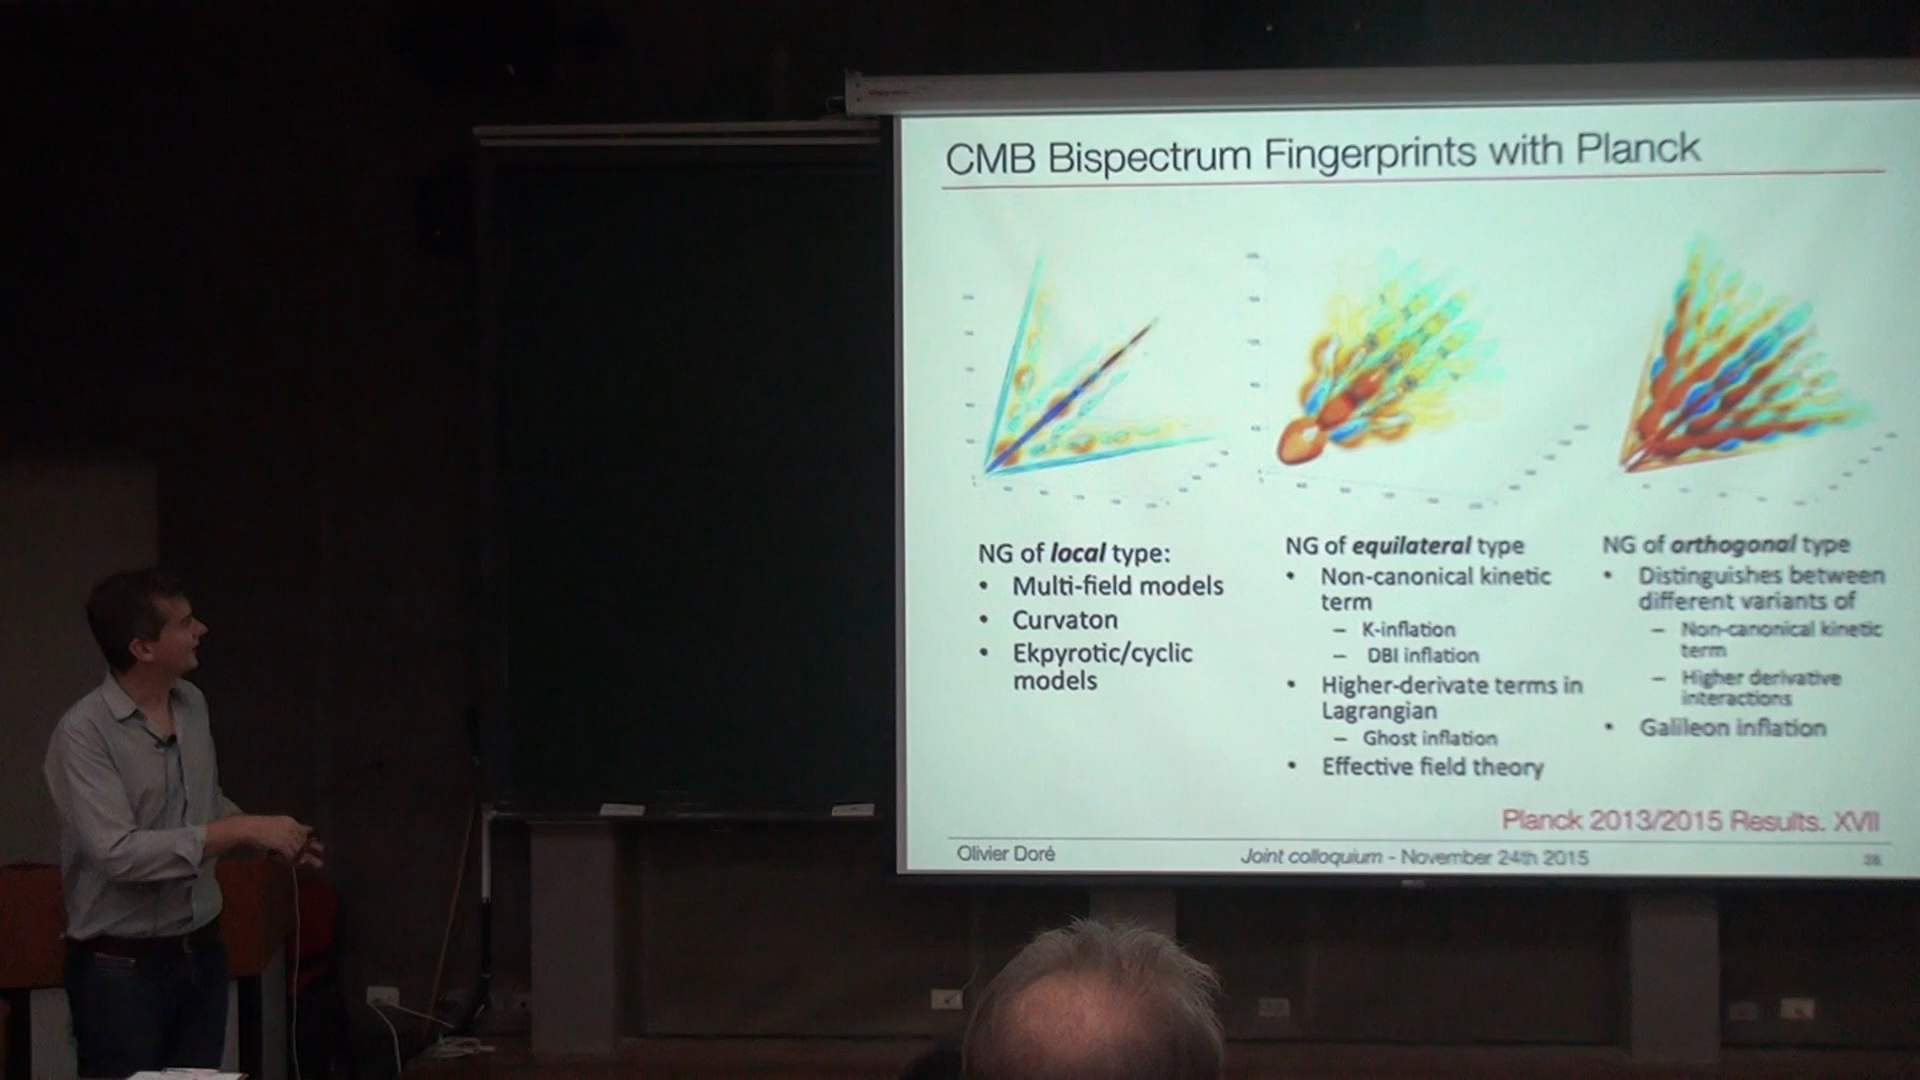 CMB Bispectrum Fingerprints with Planck
NG of local type:
• Multi-field models
• Curvaton
• Ekpyrotic/cyclic
models
NG of equilateral type
• Non-canonical kinetic
term
– K-inflation
– DBI inflation
• Higher-derivate terms in
Lagrangian
– Ghost inflation
• Effective field theory
NG of orthogonal type
• Distinguishes between
different variants of
– Non-canonical kinetic
term
– Higher derivative
interactions
• Galileon inflation
Planck 2013/2015 Results. XVII
Olivier Doré
Joint colloquium - November 24th 2015